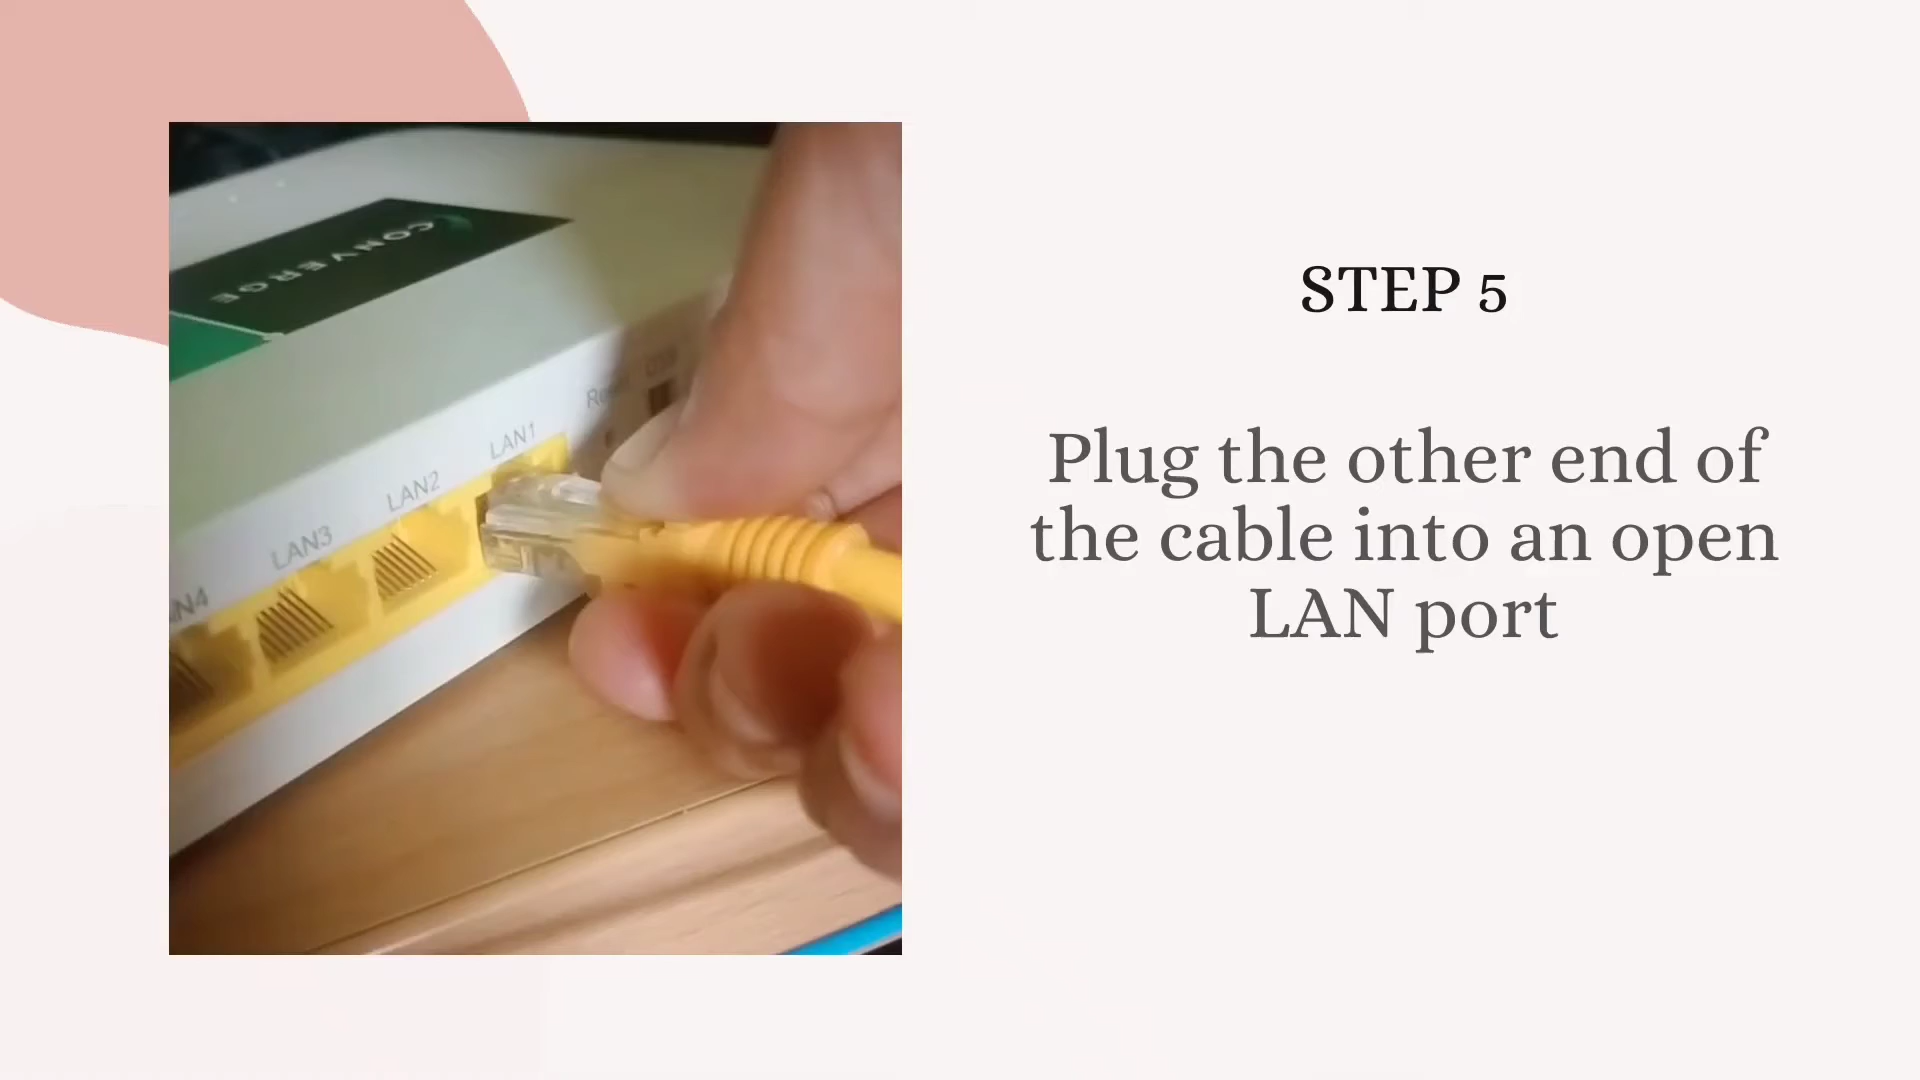 CONVERGE
LAN1
LAN2
LAN3
STEP 5
Plug the other end of
the cable into an open
LAN port